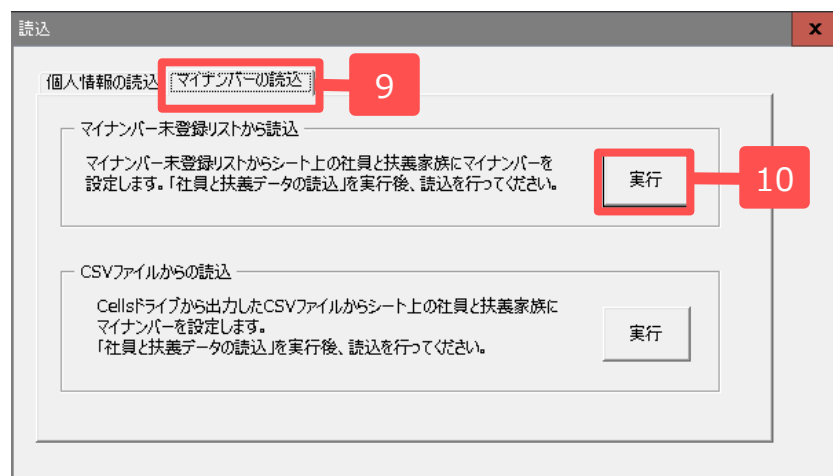 読込
x
個人情報の読込 マイナンバーの読込
9
マイナンバー未登録リストから読込
マイナンバー未登録リストからシート上の社員と扶養家族にマイナンバーを
設定します。「社員と扶養データの読込」を実行後、読込を行ってください。
実行
10
CSVファイルからの読込
Cellsドライブから出力したCSVファイルからシート上の社員と扶養家族に
マイナンバーを設定します。
「社員と扶養データの読込」を実行後、読込を行ってください。
実行